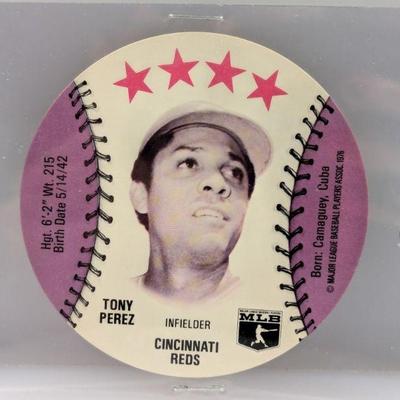 Hgt. 6'-2" Wt. 215
Birth Date 5/14/42
TONY
PEREZ
INFIELDER
CINCINNATI
REDS
MLB
Born: Camaguey, Cuba
© MAJOR LEAGUE BASEBALL PLAYERS ASSOC. 1976